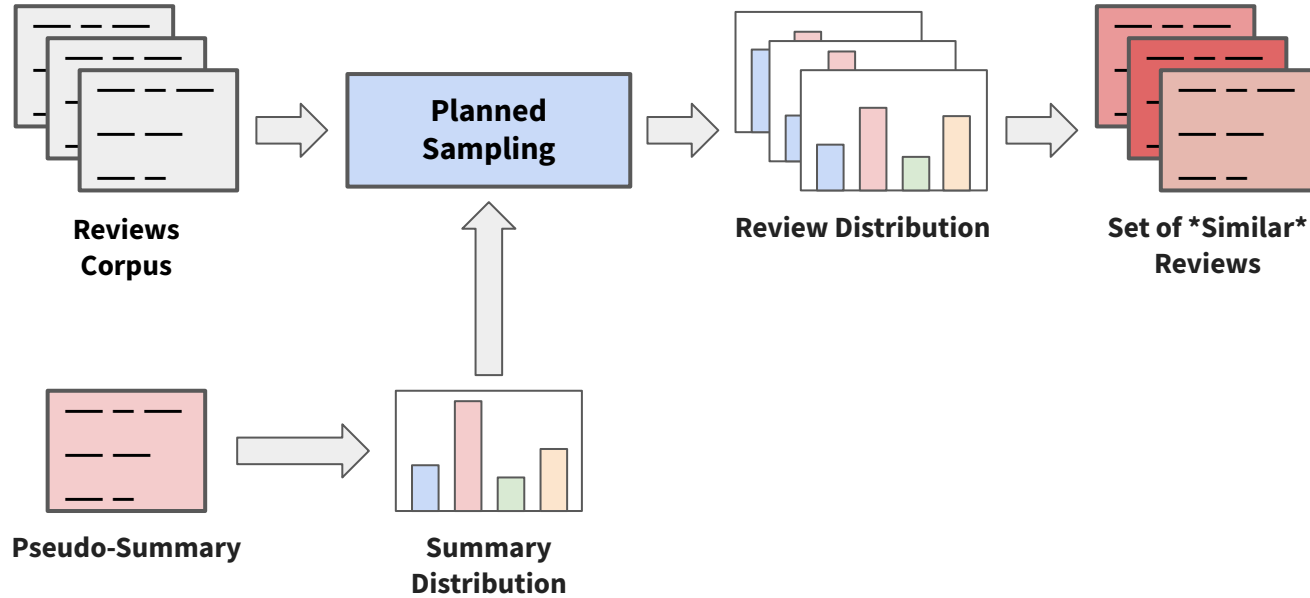 Planned
Sampling
Reviews
Corpus
Review Distribution
Set of *Similar*
Reviews
Pseudo-Summary
Summary
Distribution